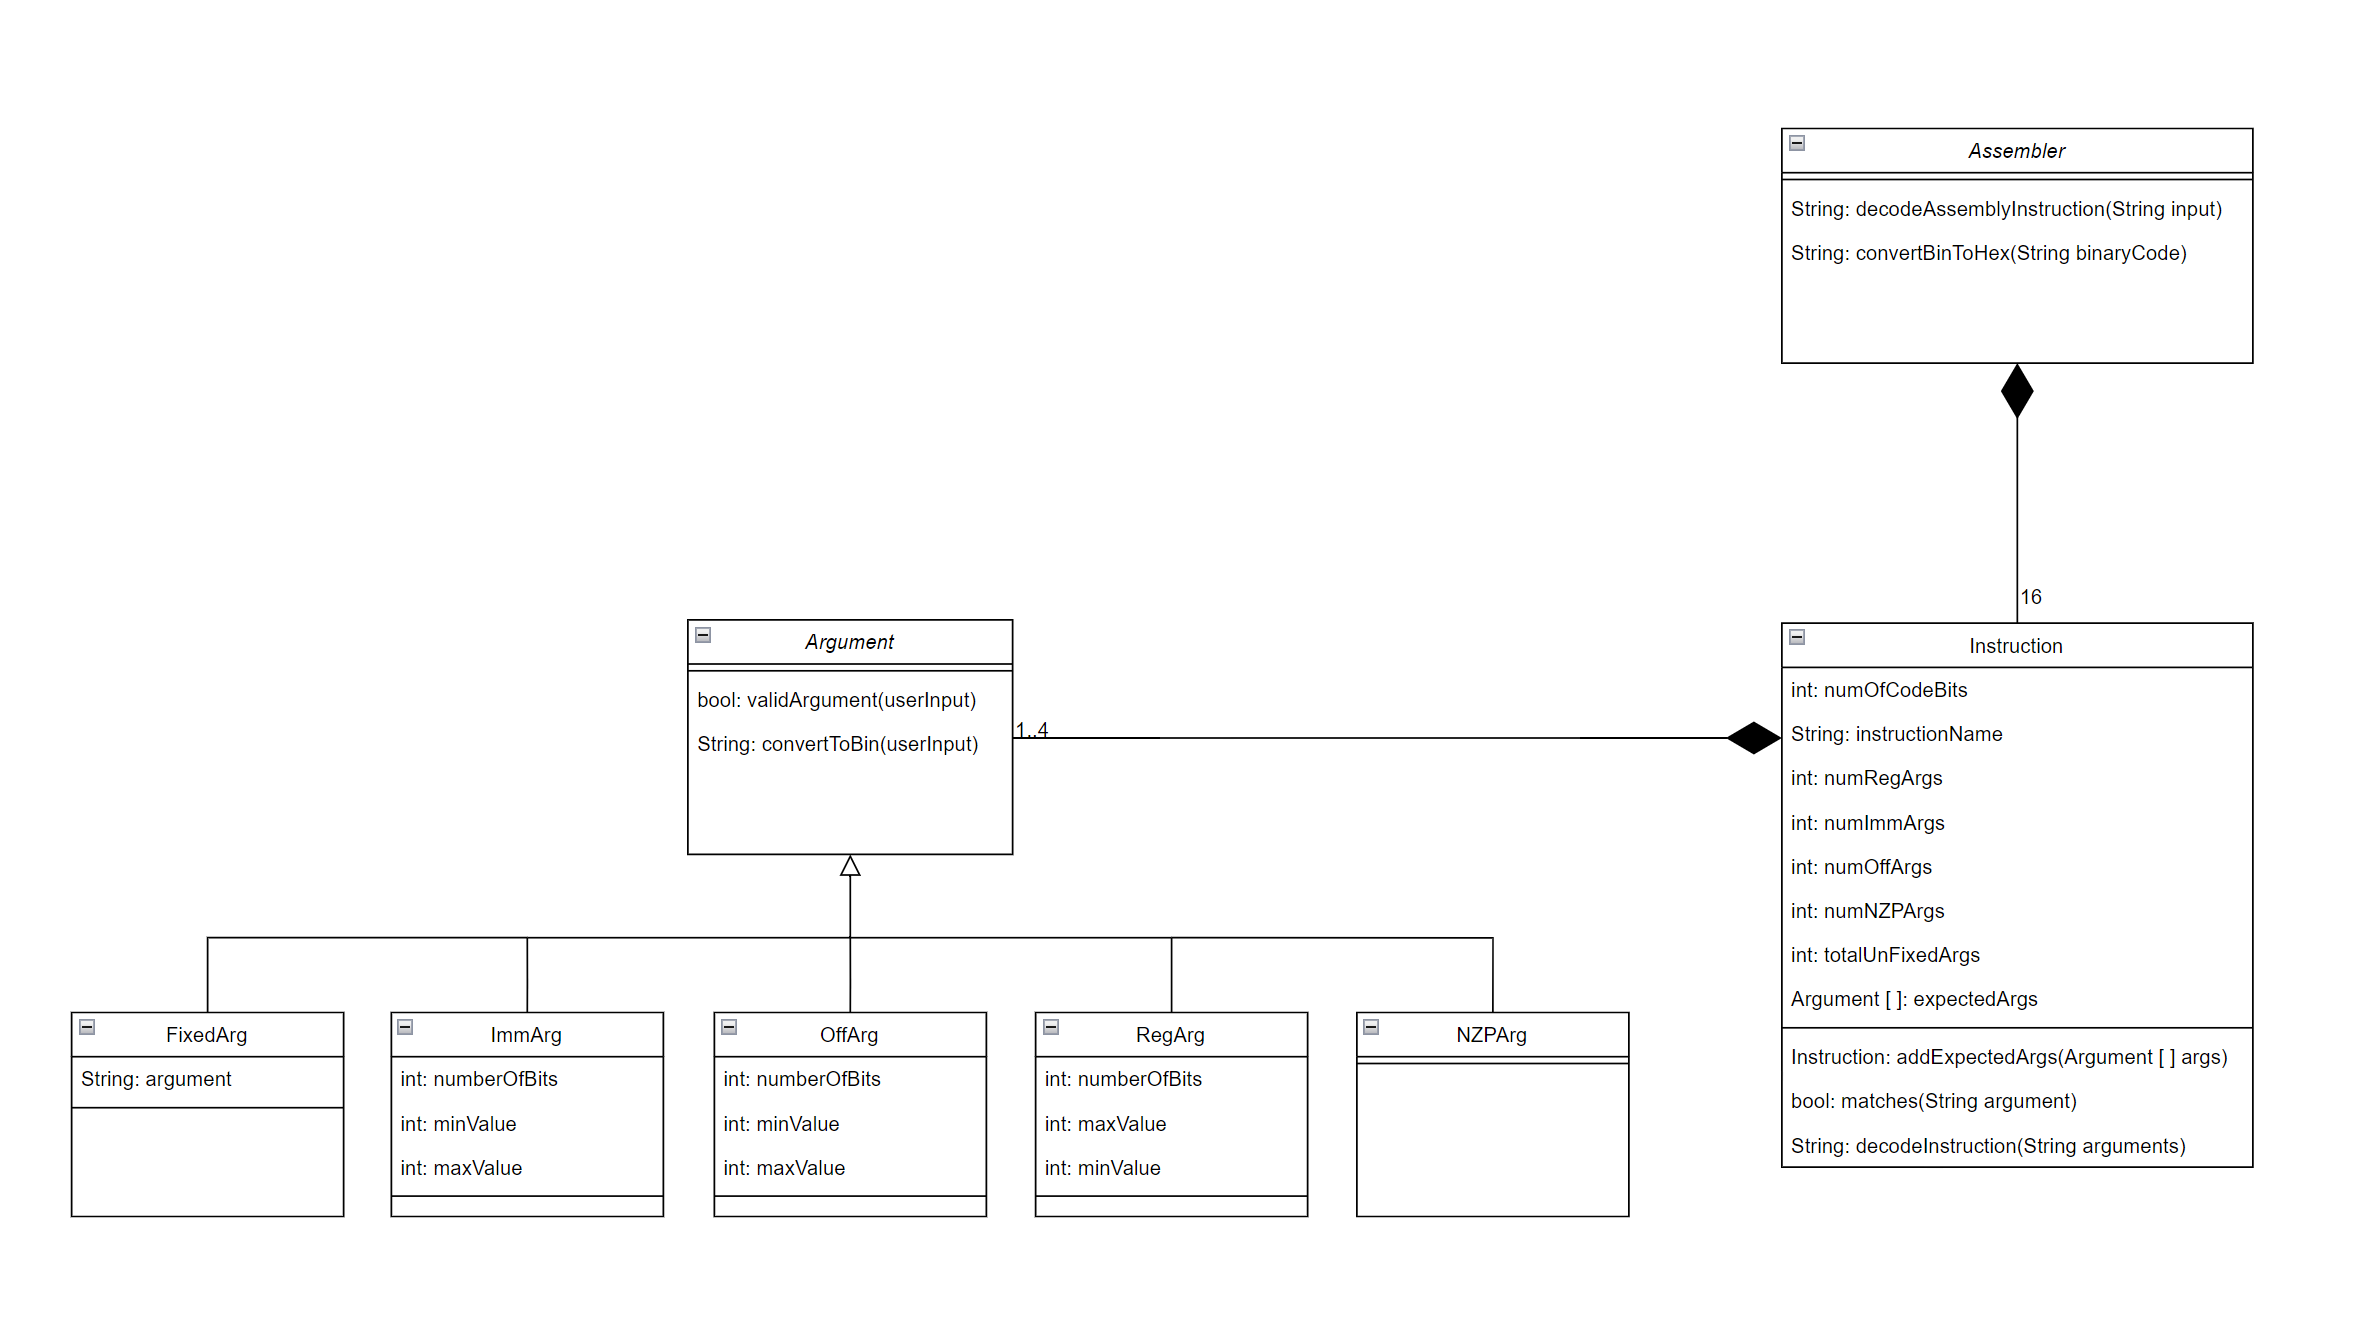 Assembler
String: decodeAssemblyInstruction(String input)
String: convertBinToHex(String binaryCode)
16
Argument
bool: validArgument(userInput)
String: convertToBin(userInput)
1..4
Instruction
int: numOfCodeBits
String: instructionName
int: numRegArgs
int: numImmArgs
int: numOffArgs
int: numNZPArgs
int: totalUnFixedArgs
Argument [ ]: expectedArgs
Instruction: addExpectedArgs(Argument [ ] args)
bool: matches(String argument)
String: decodeInstruction(String arguments)
FixedArg
String: argument
ImmArg
int: numberOfBits
int: minValue
int: maxValue
OffArg
int: numberOfBits
int: minValue
int: maxValue
RegArg
int: numberOfBits
int: maxValue
int: minValue
NZPArg